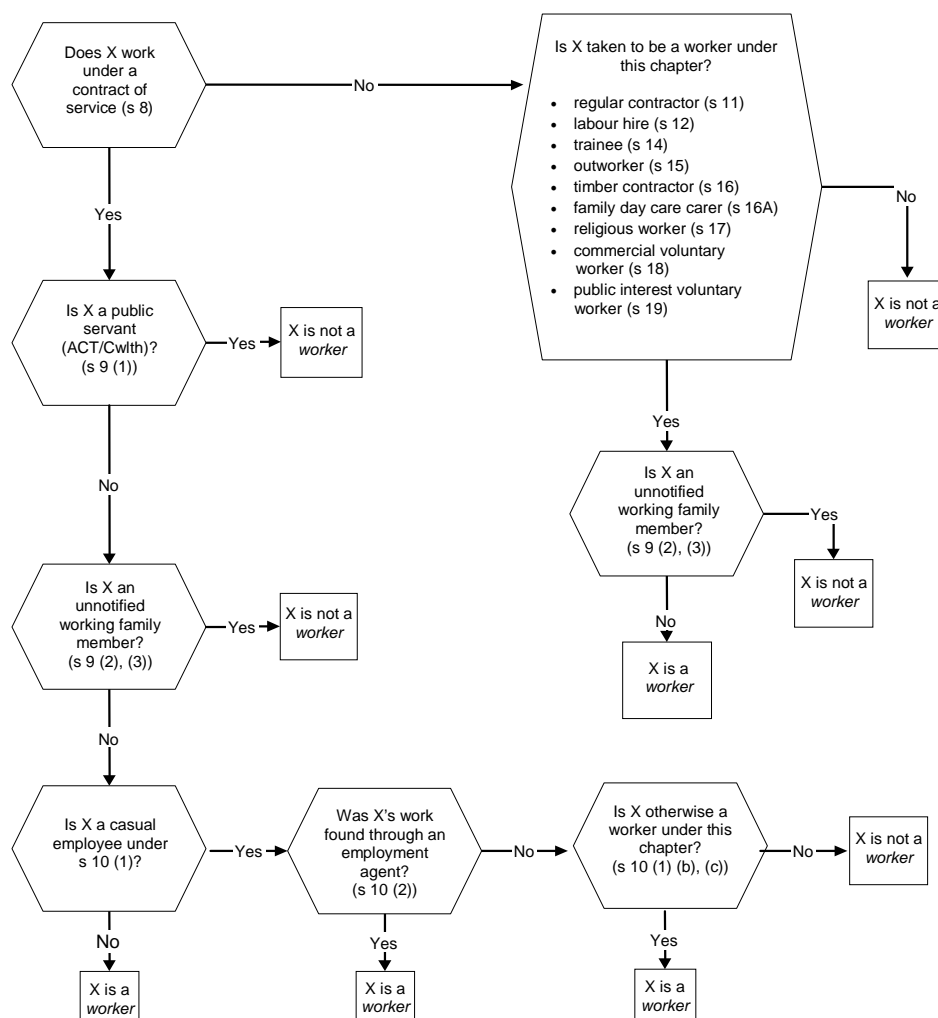 Does X work
under a
contract of
service (s 8)
No
Is X taken to be a worker under
this chapter?
• regular contractor (s 11)
• labour hire (s 12)
• trainee (s 14)
• outworker (s 15)
• timber contractor (s 16)
• family day care carer (s 16A)
• religious worker (s 17)
• commercial voluntary
worker (s 18)
• public interest voluntary
worker (s 19)
No
X is not a
worker
Yes
Is X a public
servant
(ACT/Cwlth)?
(s 9 (1))
Yes
X is not a
worker
Yes
Is X an
unnotified
working family
member?
(s 9 (2), (3))
Yes
X is not a
worker
No
X is a
worker
No
Is X an
unnotified
working family
member?
(s 9 (2), (3))
Yes
X is not a
worker
No
Is X a casual
employee under
s 10 (1)?
Yes
Was X's work
found through an
employment
agent?
(s 10 (2))
No
Is X otherwise a
worker under this
chapter?
(s 10 (1) (b), (c))
No
X is not a
worker
No
X is a
worker
Yes
X is a
worker
Yes
X is a
worker